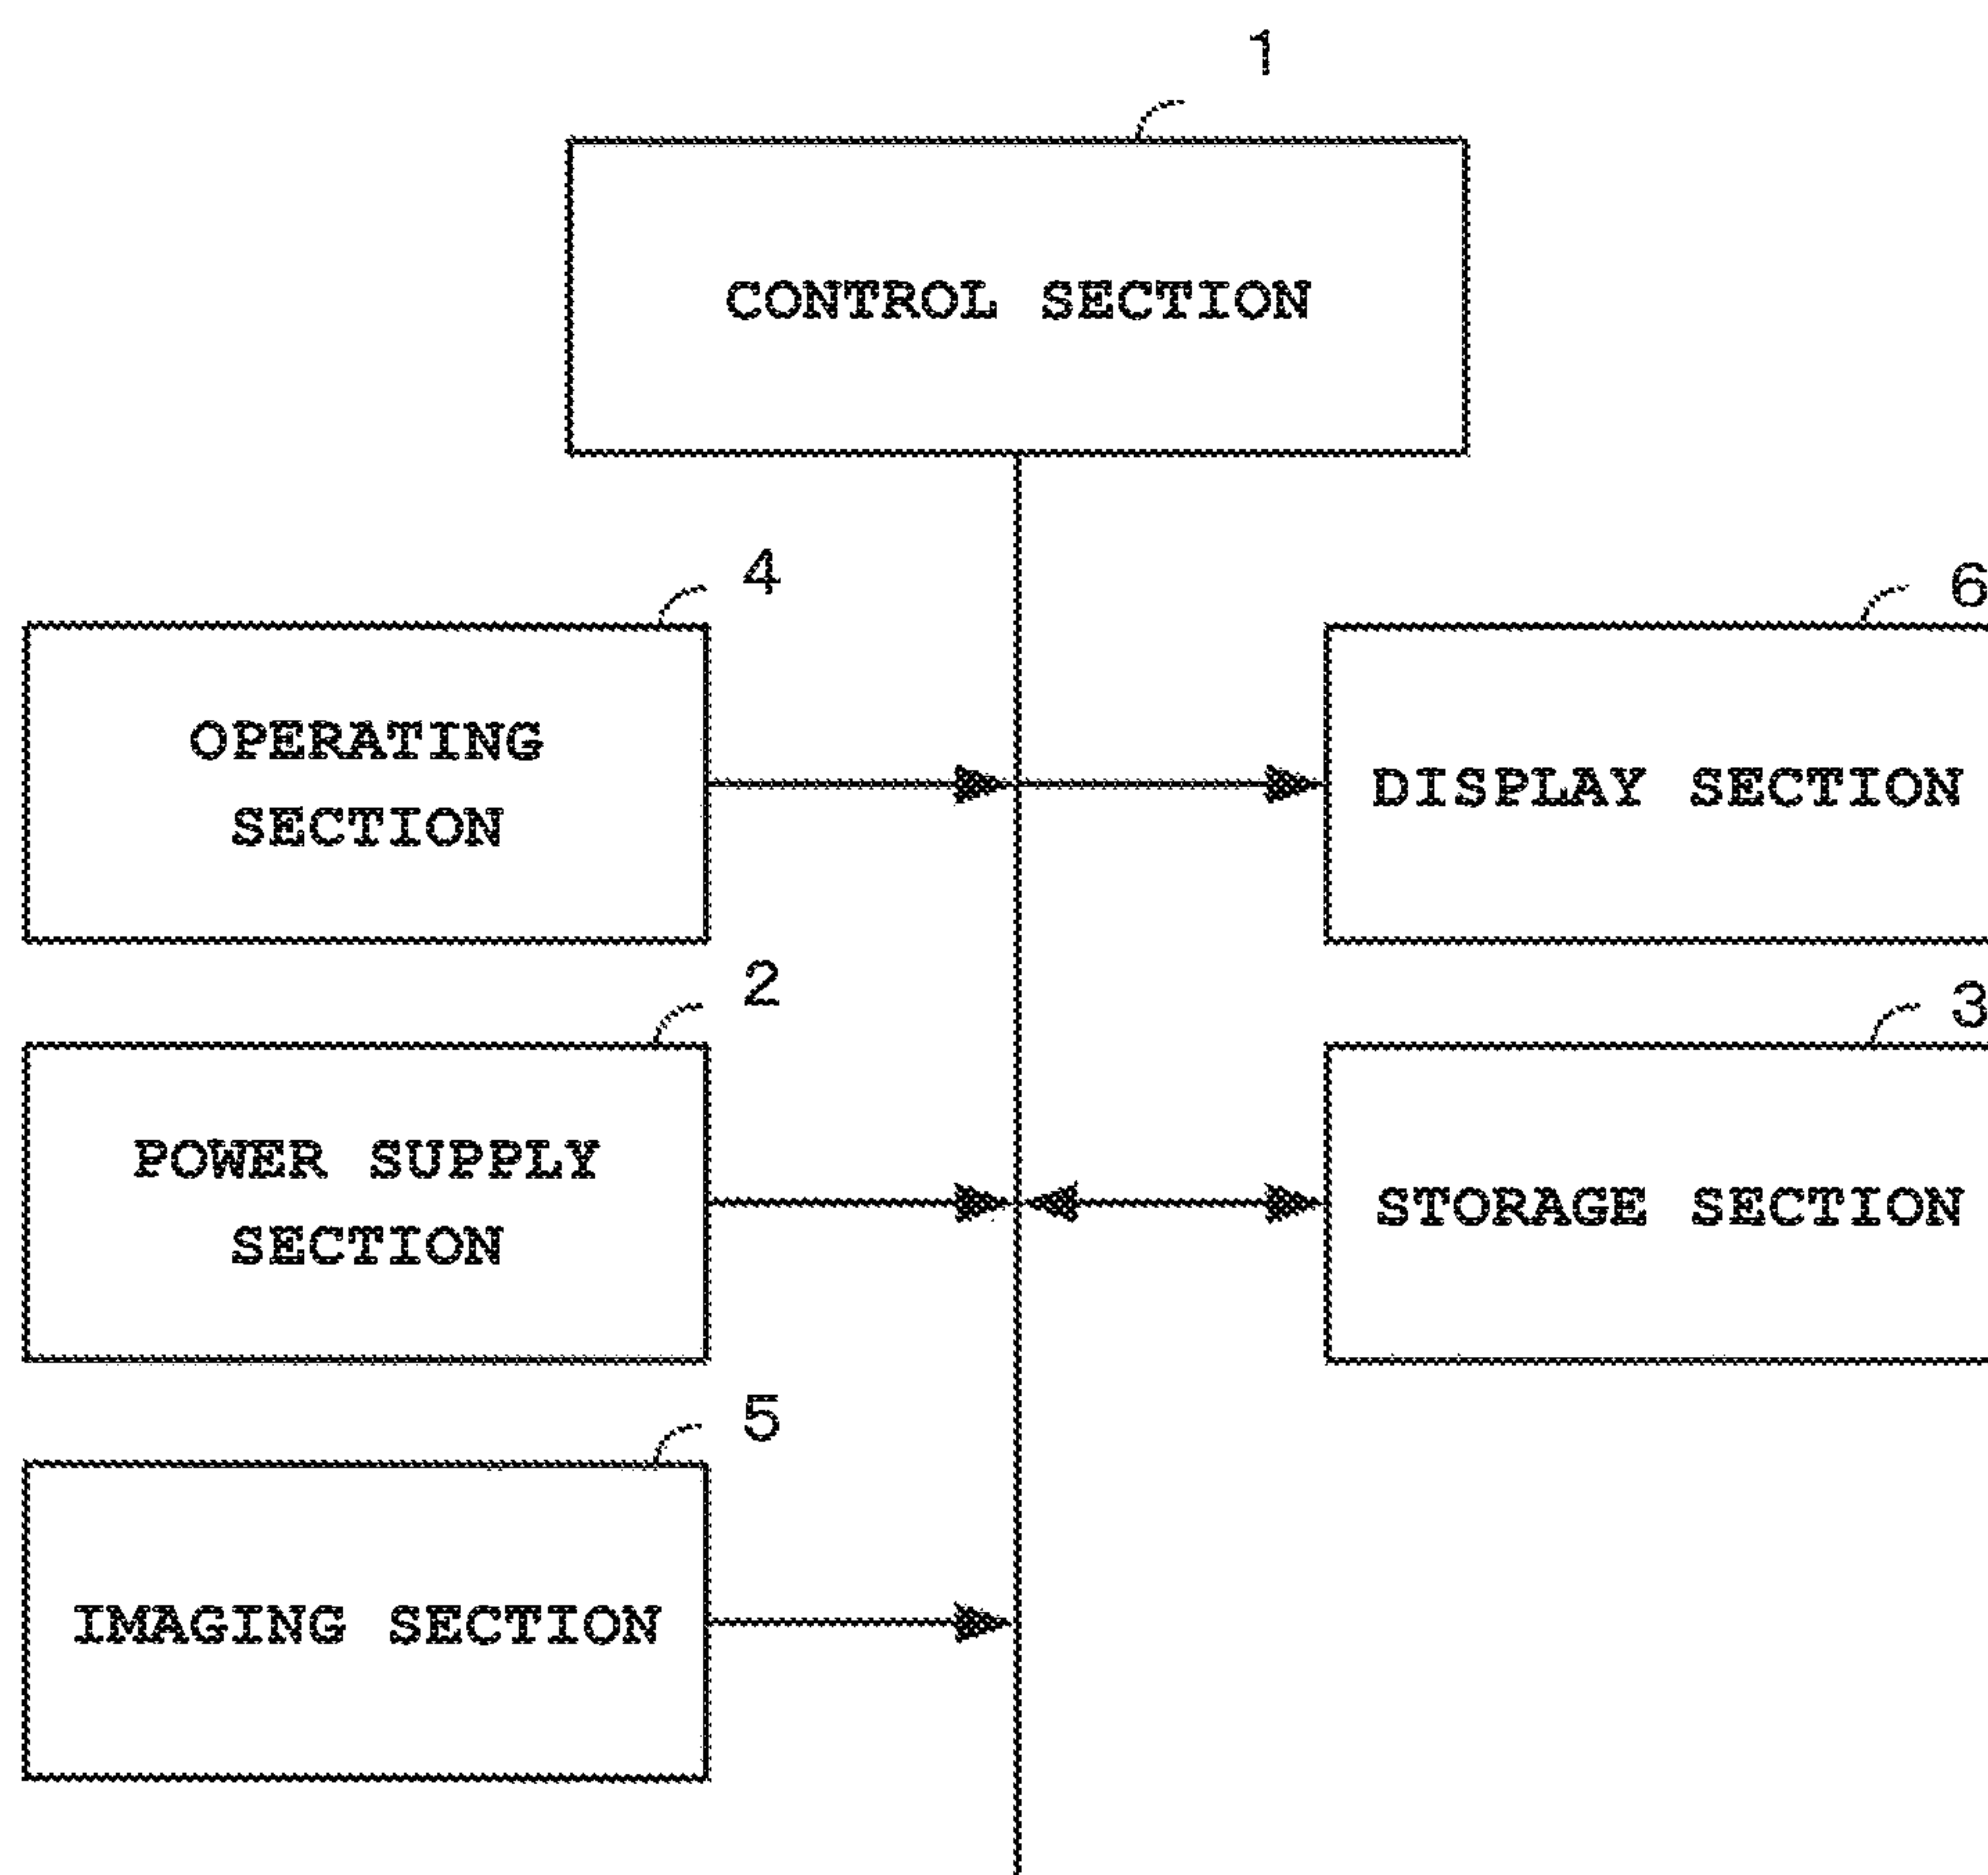 1
CONTROL SECTION
4
OPERATING
SECTION
6
DISPLAY SECTION
2
POWER SUPPLY
SECTION
3
STORAGE SECTION
5
IMAGING SECTION